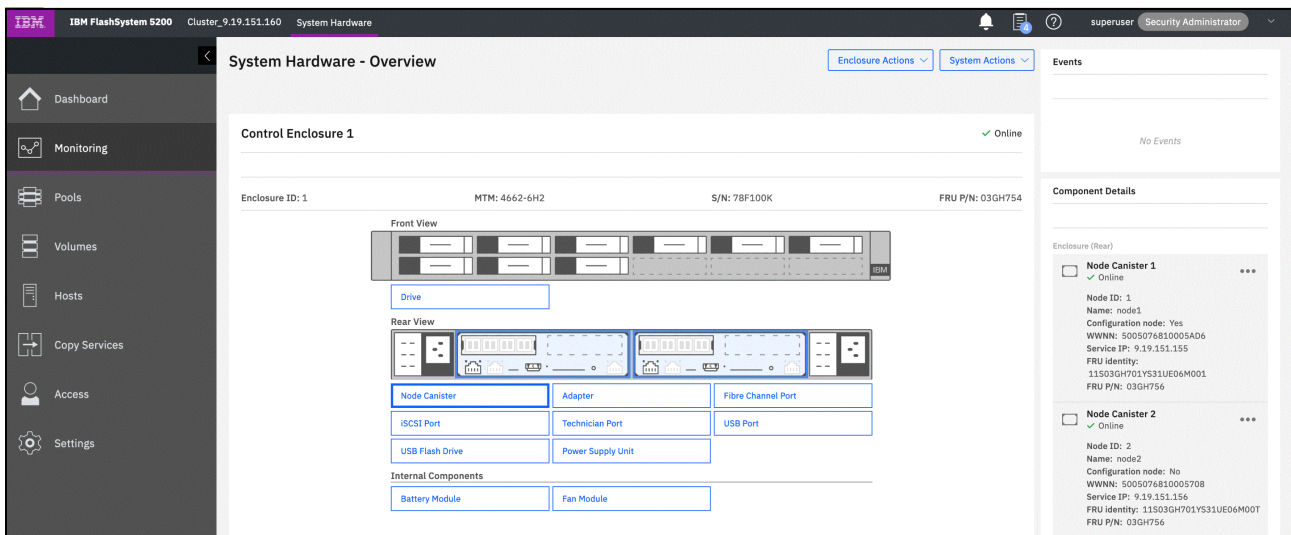 IBM IBM FlashSystem 5200 Cluster_9.19.151.160 System Hardware 4 superuser Security Administrator
Dashboard
Monitoring
Pools
Volumes
Hosts
Copy Services
Access
Settings
System Hardware - Overview
Enclosure Actions System Actions
Control Enclosure 1
Online
Enclosure ID: 1 MTM: 4662-6H2 S/N: 78F100K FRU P/N: 03GH754
Front View
IBM
Drive
Rear View
Node Canister Adapter Fibre Channel Port
iSCSI Port Technician Port USB Port
USB Flash Drive Power Supply Unit
Internal Components
Battery Module Fan Module
Events
No Events
Component Details
Enclosure (Rear)
Node Canister 1
Online
Node ID: 1
Name: node1
Configuration node: Yes
WWNN: 5005076810005AD6
Service IP: 9.19.151.155
FRU identity:
11S03GH701YS31UE06M001
FRU P/N: 03GH756
Node Canister 2
Online
Node ID: 2
Name: node2
Configuration node: No
WWNN: 5005076810005708
Service IP: 9.19.151.156
FRU identity: 11S03GH701YS31UE06M00T
FRU P/N: 03GH756